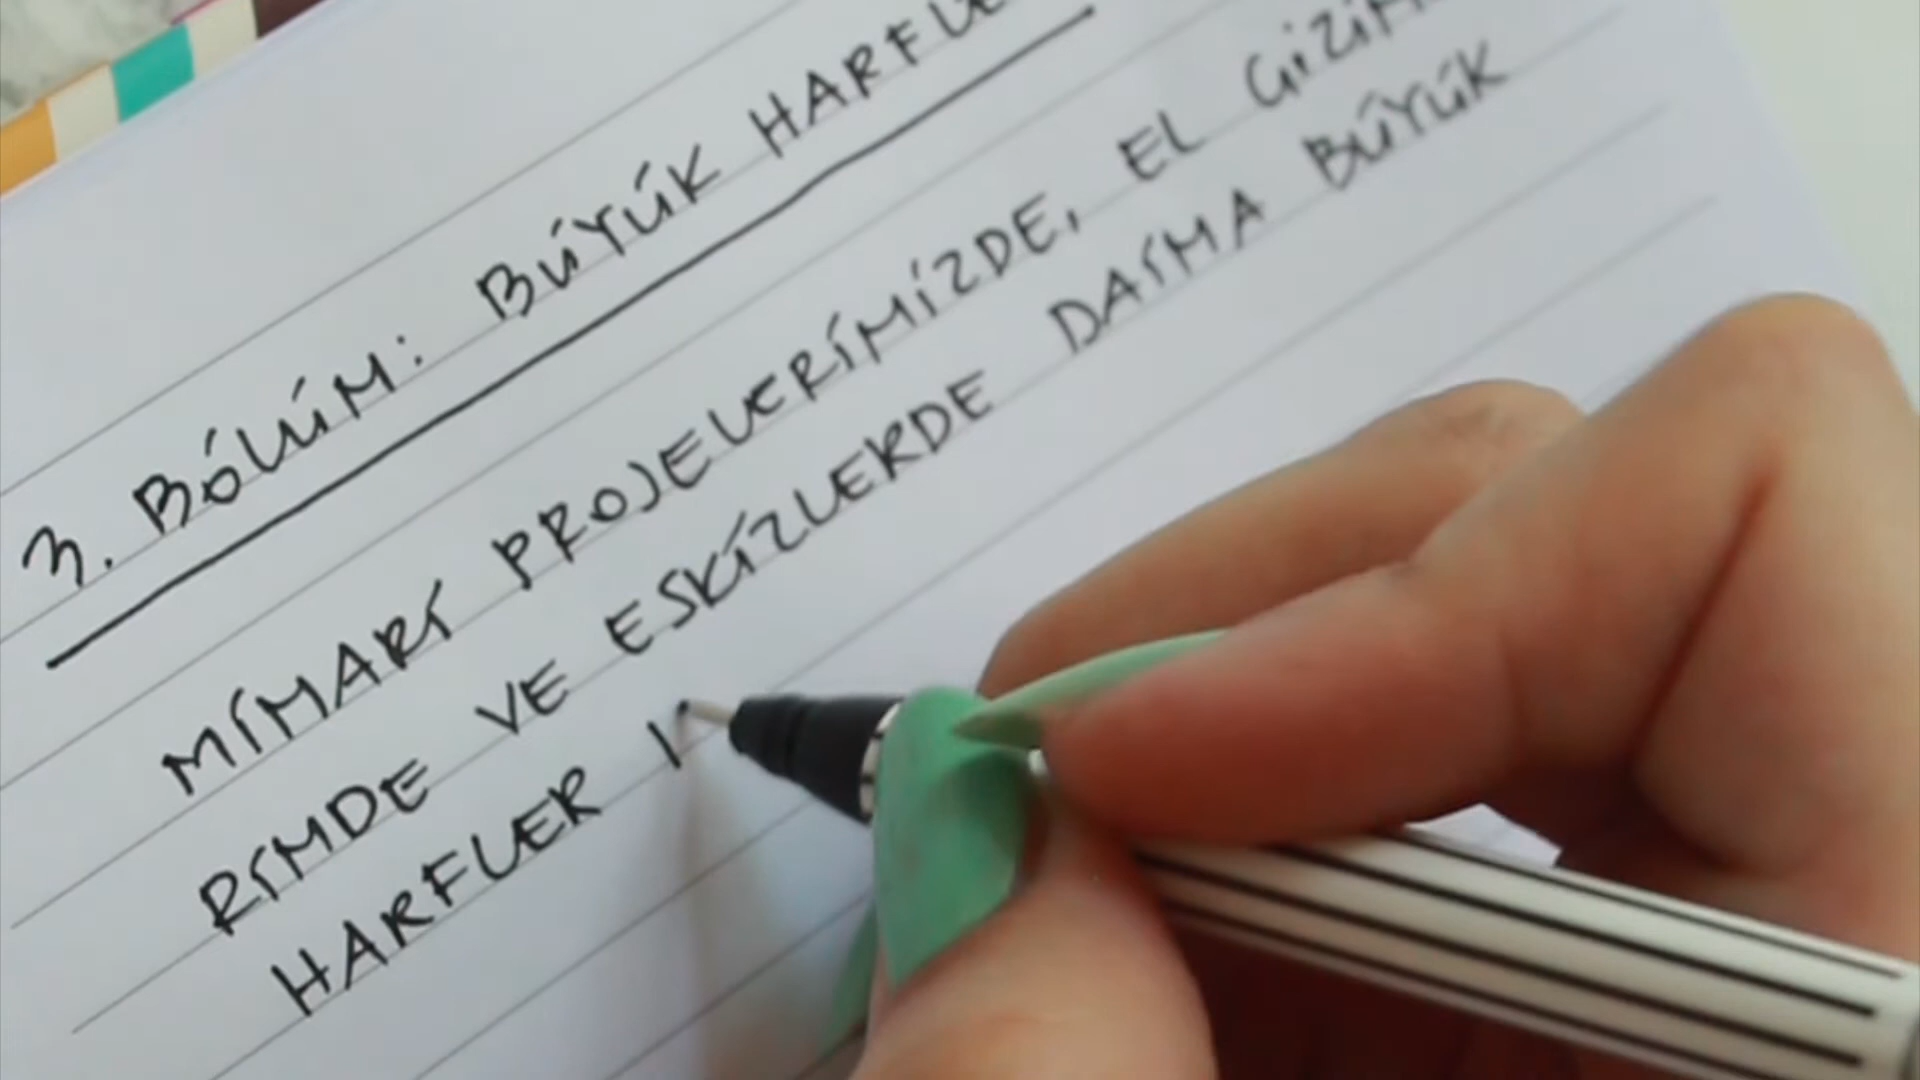 3. BÖLÜM: BÜYÜK HARFLE
MİMARİ PROJELERİMİZDE, EL ÇİZİM
RİMDE VE ESKİZLERDE DAİMA BÜYÜK
HARFLER